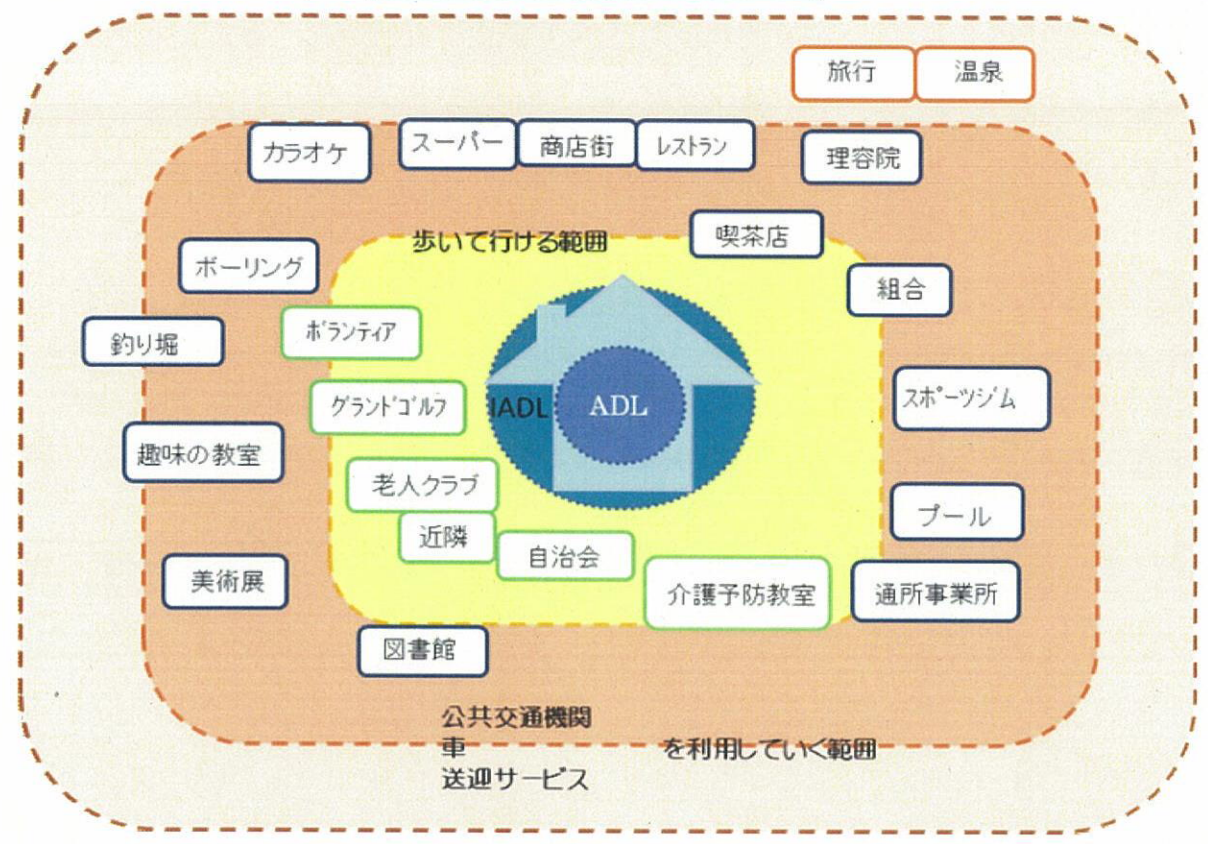 旅行
温泉
カラオケ
スーパー
商店街
レストラン
理容院
歩いて行ける範囲
喫茶店
ボーリング
組合
釣り堀
ボランティア
グランドゴルフ
IADL
ADL
スポーツジム
趣味の教室
老人クラブ
プール
近隣
自治会
美術展
介護予防教室
通所事業所
図書館
公共交通機関
車
を利用していく範囲
送迎サービス